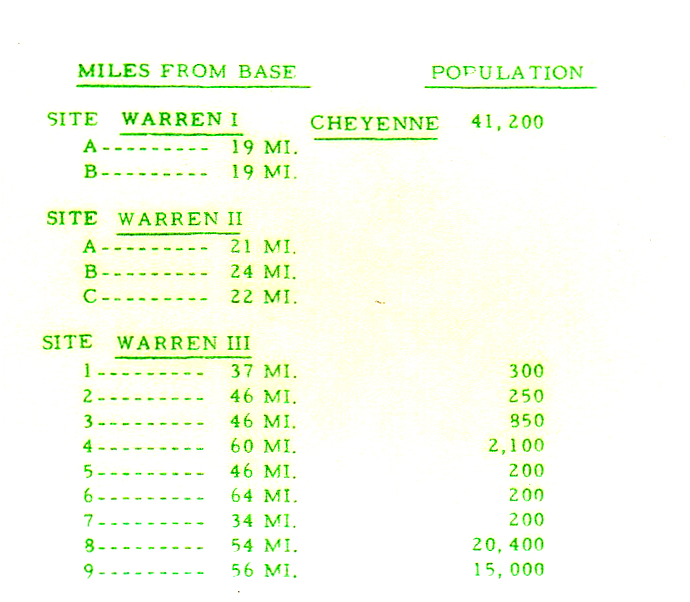 MILES FROM BASE POPULATION
SITE WARREN I CHEYENNE 41,200
A--------- 19 MI.
B--------- 19 MI.
SITE WARREN II
A--------- 21 MI.
B--------- 24 MI.
C--------- 22 MI.
SITE WARREN III
1--------- 37 MI. 300
2--------- 46 MI. 250
3--------- 46 MI. 850
4--------- 60 MI. 2,100
5--------- 46 MI. 200
6--------- 64 MI. 200
7--------- 34 MI. 200
8--------- 54 MI. 20,400
9--------- 56 MI. 15,000